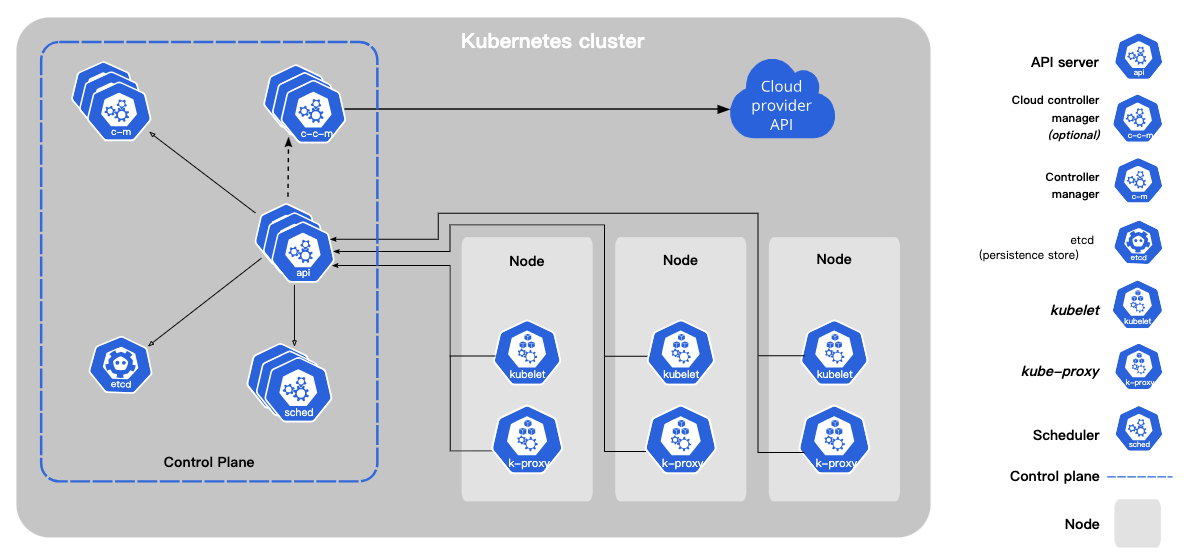 Kubernetes cluster
c-m
c-c-m
Cloud
provider
API
api
etcd
sched
Control Plane
Node
kubelet
k-proxy
Node
kubelet
k-proxy
Node
kubelet
k-proxy
API server
api
Cloud controller
manager
(optional)
c-c-m
Controller
manager
c-m
etcd
(persistence store)
etcd
kubelet
kubelet
kube-proxy
k-proxy
Scheduler
sched
Control plane
Node